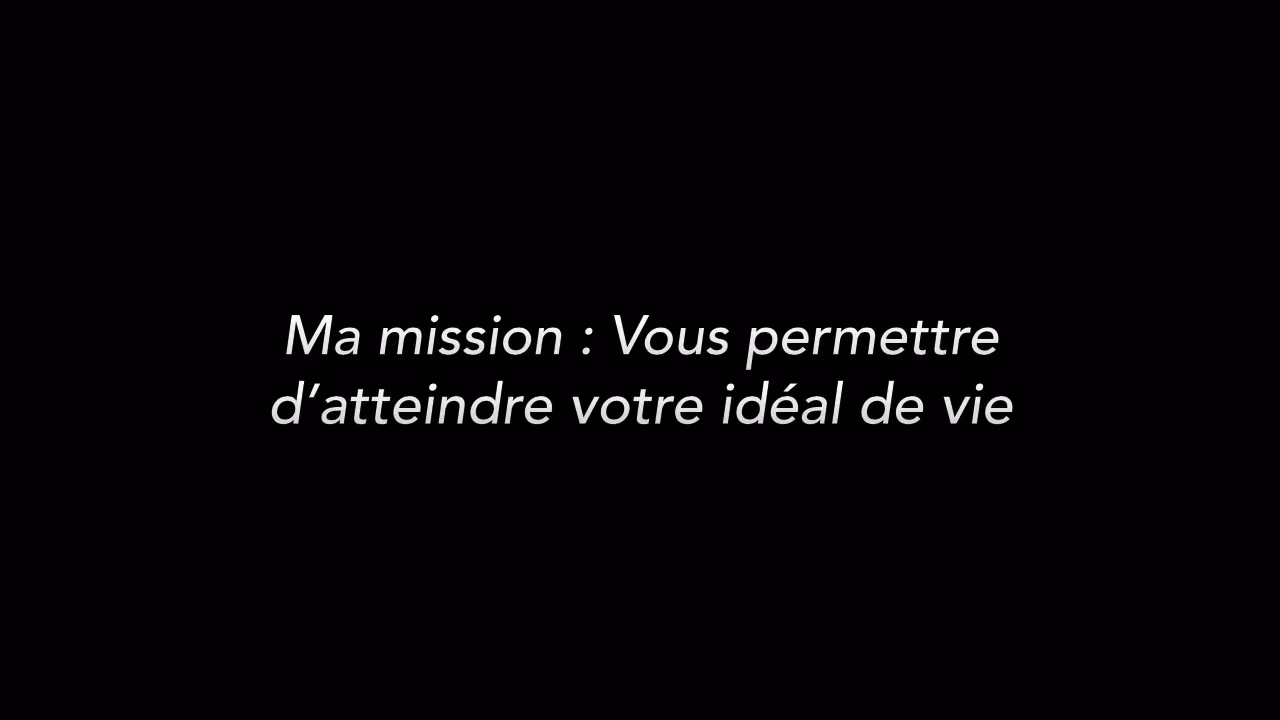 Ma mission : Vous permettre
d’atteindre votre idéal de vie